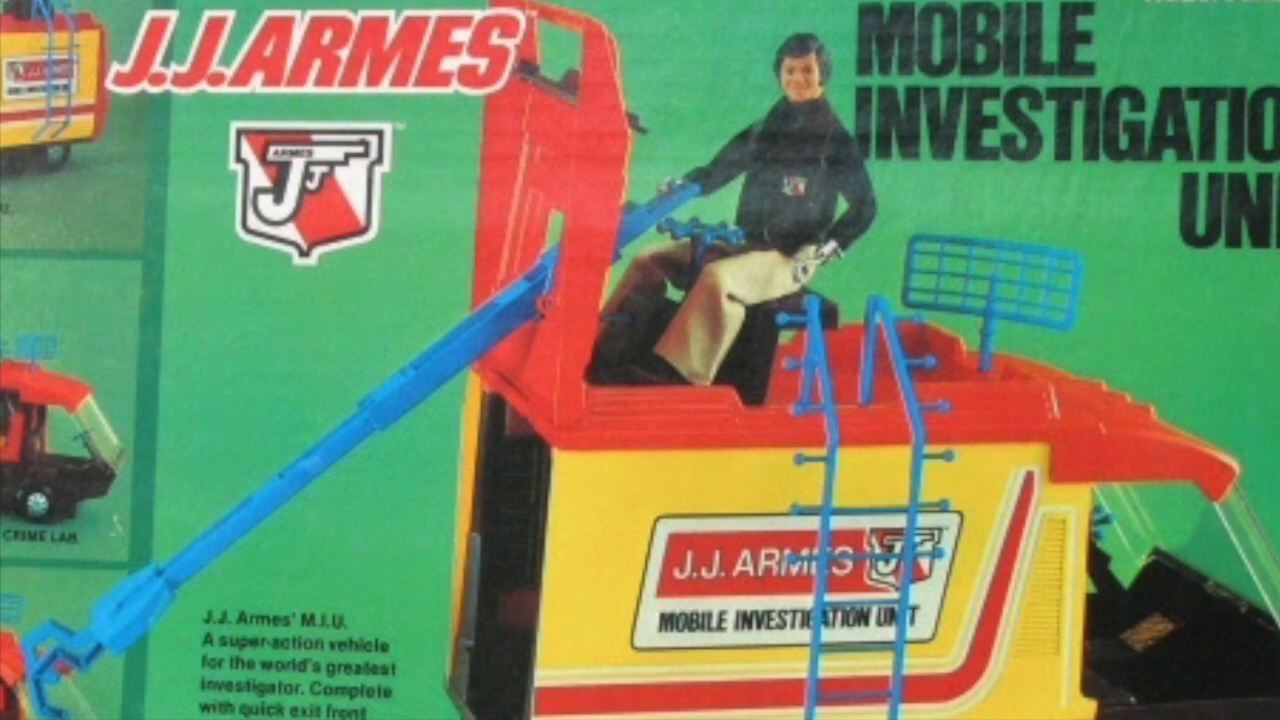 J.J. ARMES
MOBILE
INVESTIGATIO
UNI
ARMES
JJ
J.J. ARMES
MOBILE INVESTIGATION UNIT
CRIME LAB.
J.J. Armes' M.I.U.
A super-action vehicle
for the world's greatest
investigator. Complete
with quick exit front